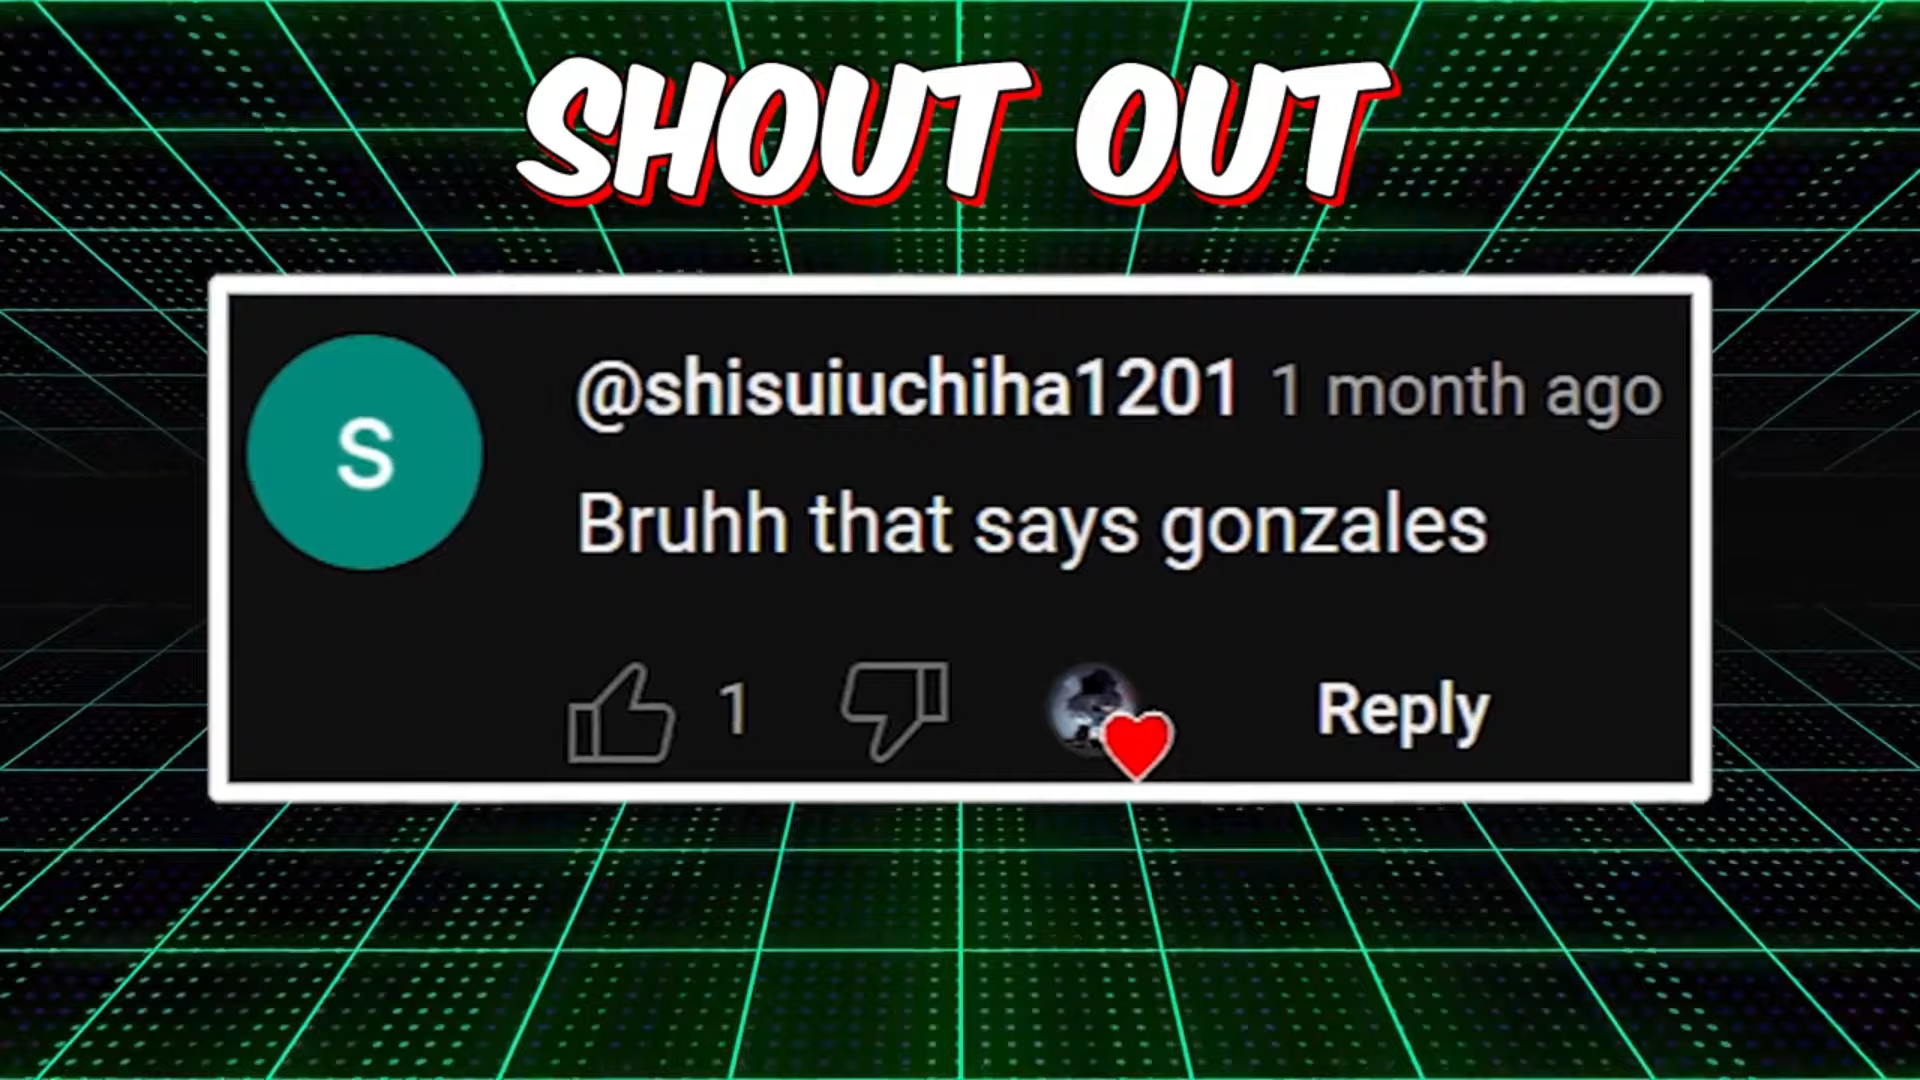 SHOUT OUT
S
@shisuiuchiha1201 1 month ago
Bruhh that says gonzales
1 Reply